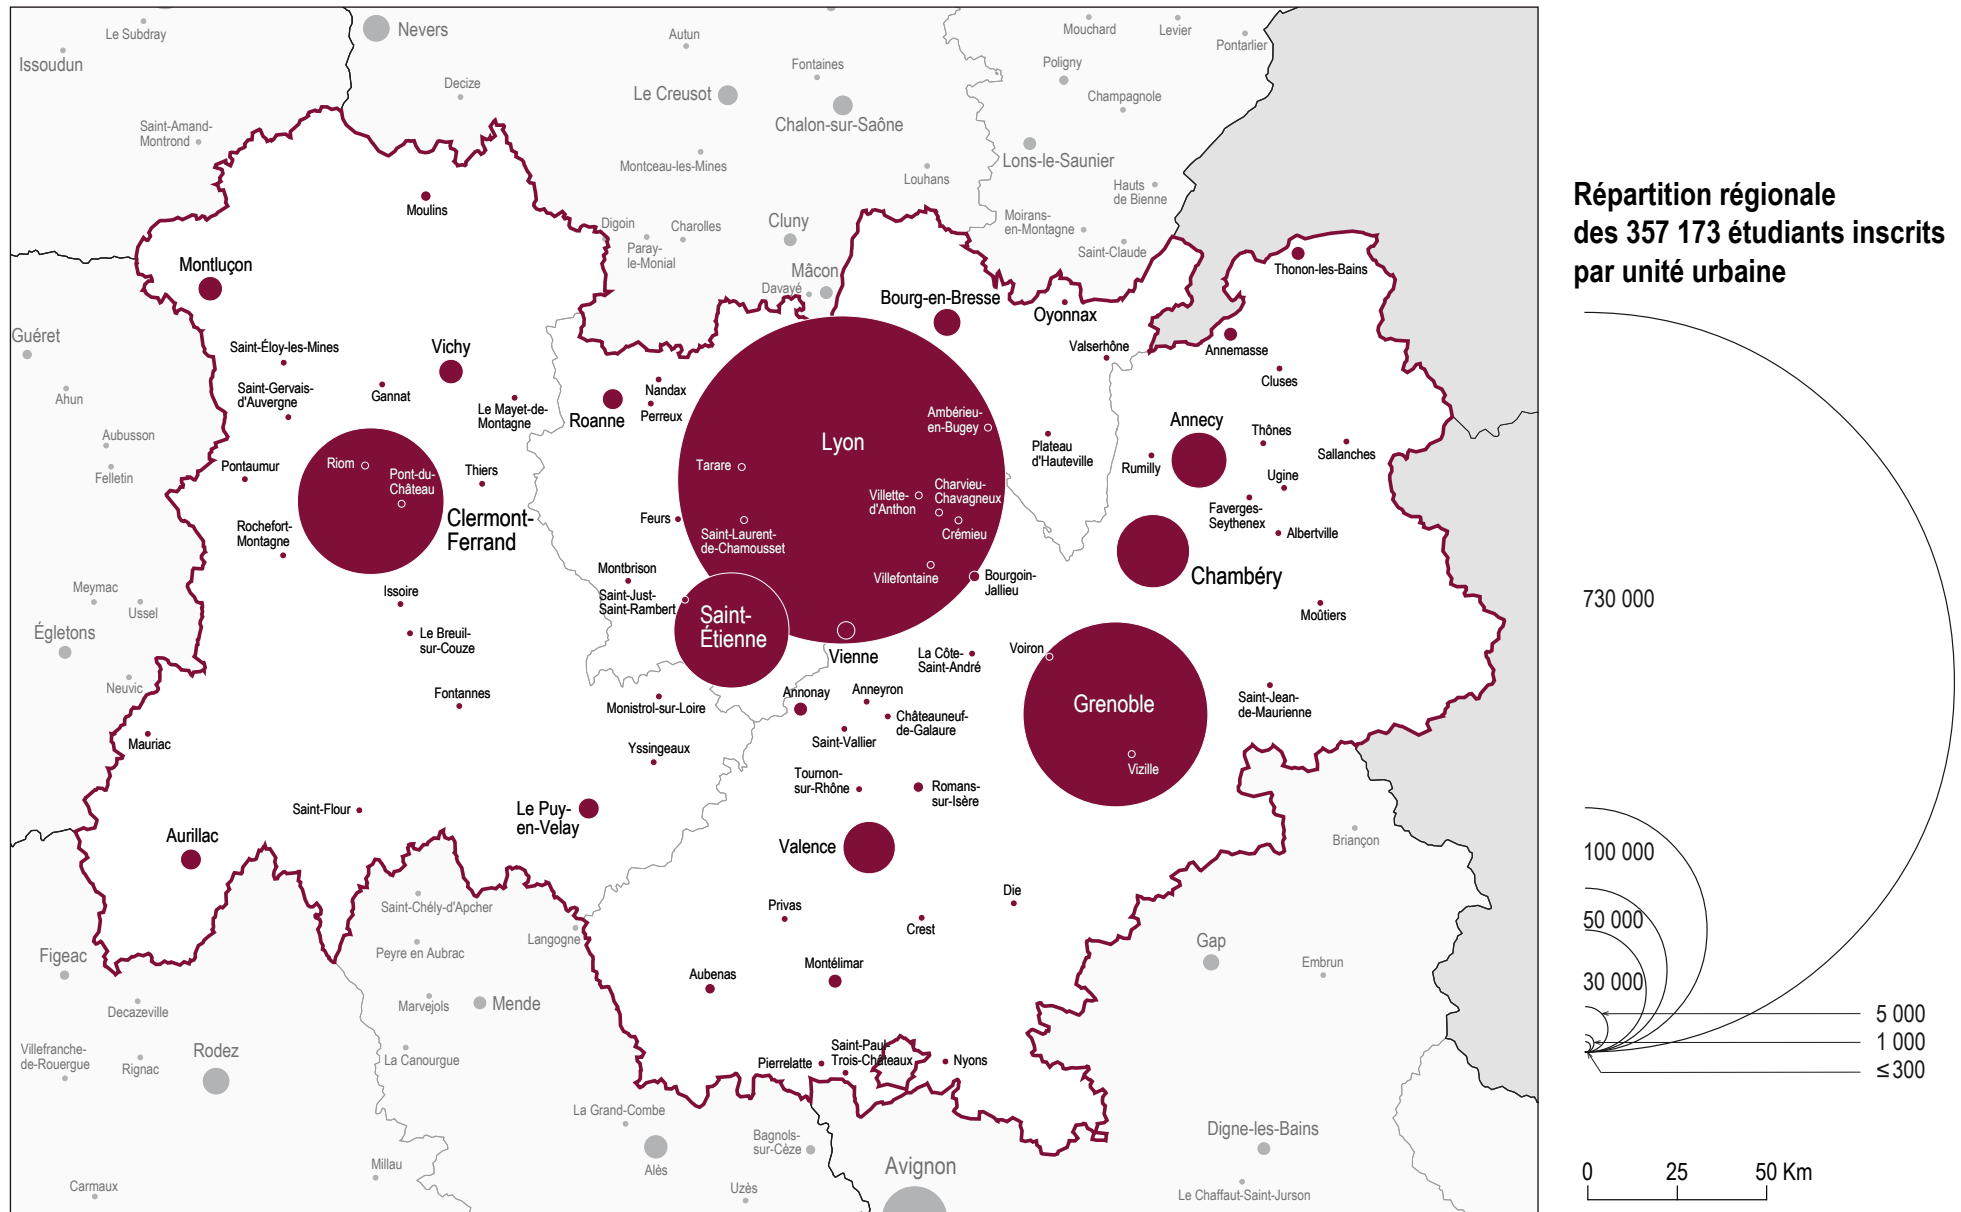 Le Subdray
Nevers
Autun
Mouchard
Levier
Pontarlier
Issoudun
Fontaines
Poligny
Decize
Le Creusot
Champagnole
Chalon-sur-Saône
Saint-Amand-
Montrond
Montceau-les-Mines
Lons-le-Saunier
Louhans
Hauts
de Bienne
Moulins
Digoin
Charolles
Cluny
Moirans-
en-Montagne
Paray-
le-Monial
Saint-Claude
Montluçon
Mâcon
Davayé
Thonon-les-Bains
Bourg-en-Bresse
Oyonnax
Guéret
Saint-Éloy-les-Mines
Vichy
Valserhône
Annemasse
Saint-Gervais-
d'Auvergne
Gannat
Nandax
Cluses
Ahun
Le Mayet-de-
Montagne
Roanne
Perreux
Ambérieu-
en-Bugey
Annecy
Aubusson
Lyon
Plateau
d'Hauteville
Thônes
Sallanches
Felletin
Pontaumur
Riom
Pont-du-
Château
Thiers
Tarare
Rumilly
Ugine
Villette-
d'Anthon
Charvieu-
Chavagneux
Faverges-
Seythenex
Rochefort-
Montagne
Clermont-
Ferrand
Feurs
Saint-Laurent-
de-Chamousset
Crémieu
Albertville
Montbrison
Villefontaine
Bourgoin-
Jallieu
Chambéry
Meymac
Ussel
Issoire
Saint-Just-
Saint-Rambert
Saint-
Étienne
Moûtiers
Égletons
Le Breuil-
sur-Couze
Vienne
La Côte-
Saint-André
Voiron
Neuvic
Fontannes
Monistrol-sur-Loire
Annonay
Anneyron
Grenoble
Saint-Jean-
de-Maurienne
Châteauneuf-
de-Galaure
Mauriac
Yssingeaux
Saint-Vallier
Vizille
Tournon-
sur-Rhône
Romans-
sur-Isère
Saint-Flour
Le Puy-
en-Velay
Aurillac
Valence
Briançon
Saint-Chély-d'Apcher
Die
Privas
Crest
Langogne
Peyre en Aubrac
Gap
Figeac
Embrun
Aubenas
Montélimar
Decazeville
Marvejols
Mende
Villefranche-
de-Rouergue
Rignac
Rodez
La Canourgue
Pierrelatte
Saint-Paul-
Trois-Châteaux
Nyons
La Grand-Combe
Bagnols-
sur-Cèze
Digne-les-Bains
Alès
Millau
Avignon
Carmaux
Uzès
Le Chaffaut-Saint-Jurson
Répartition régionale
des 357 173 étudiants inscrits
par unité urbaine
730 000
100 000
50 000
30 000
5 000
1 000
≤ 300
0 25 50 Km